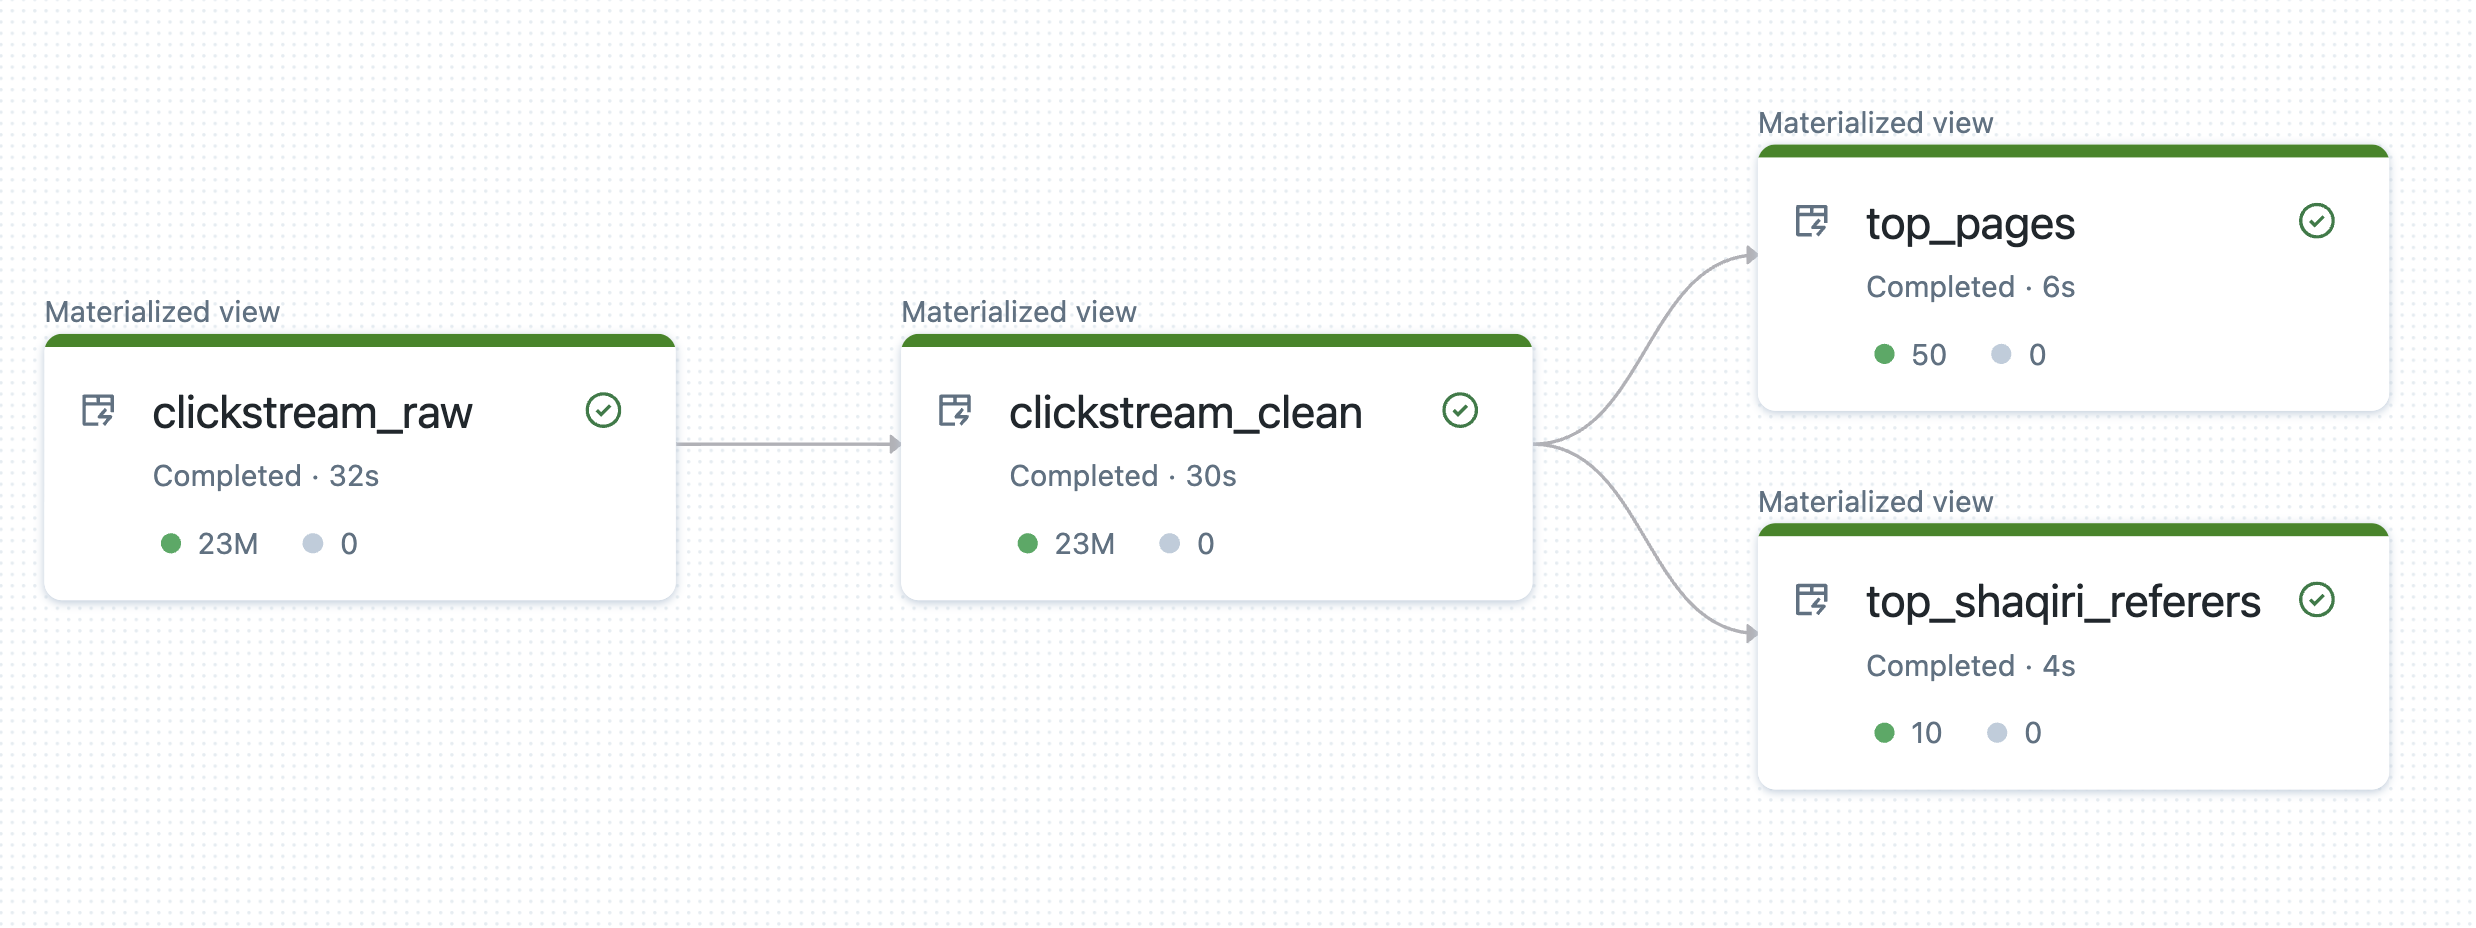 Materialized view
clickstream_raw
Completed · 32s
23M 0
Materialized view
clickstream_clean
Completed · 30s
23M 0
Materialized view
top_pages
Completed · 6s
50 0
Materialized view
top_shaqiri_referers
Completed · 4s
10 0